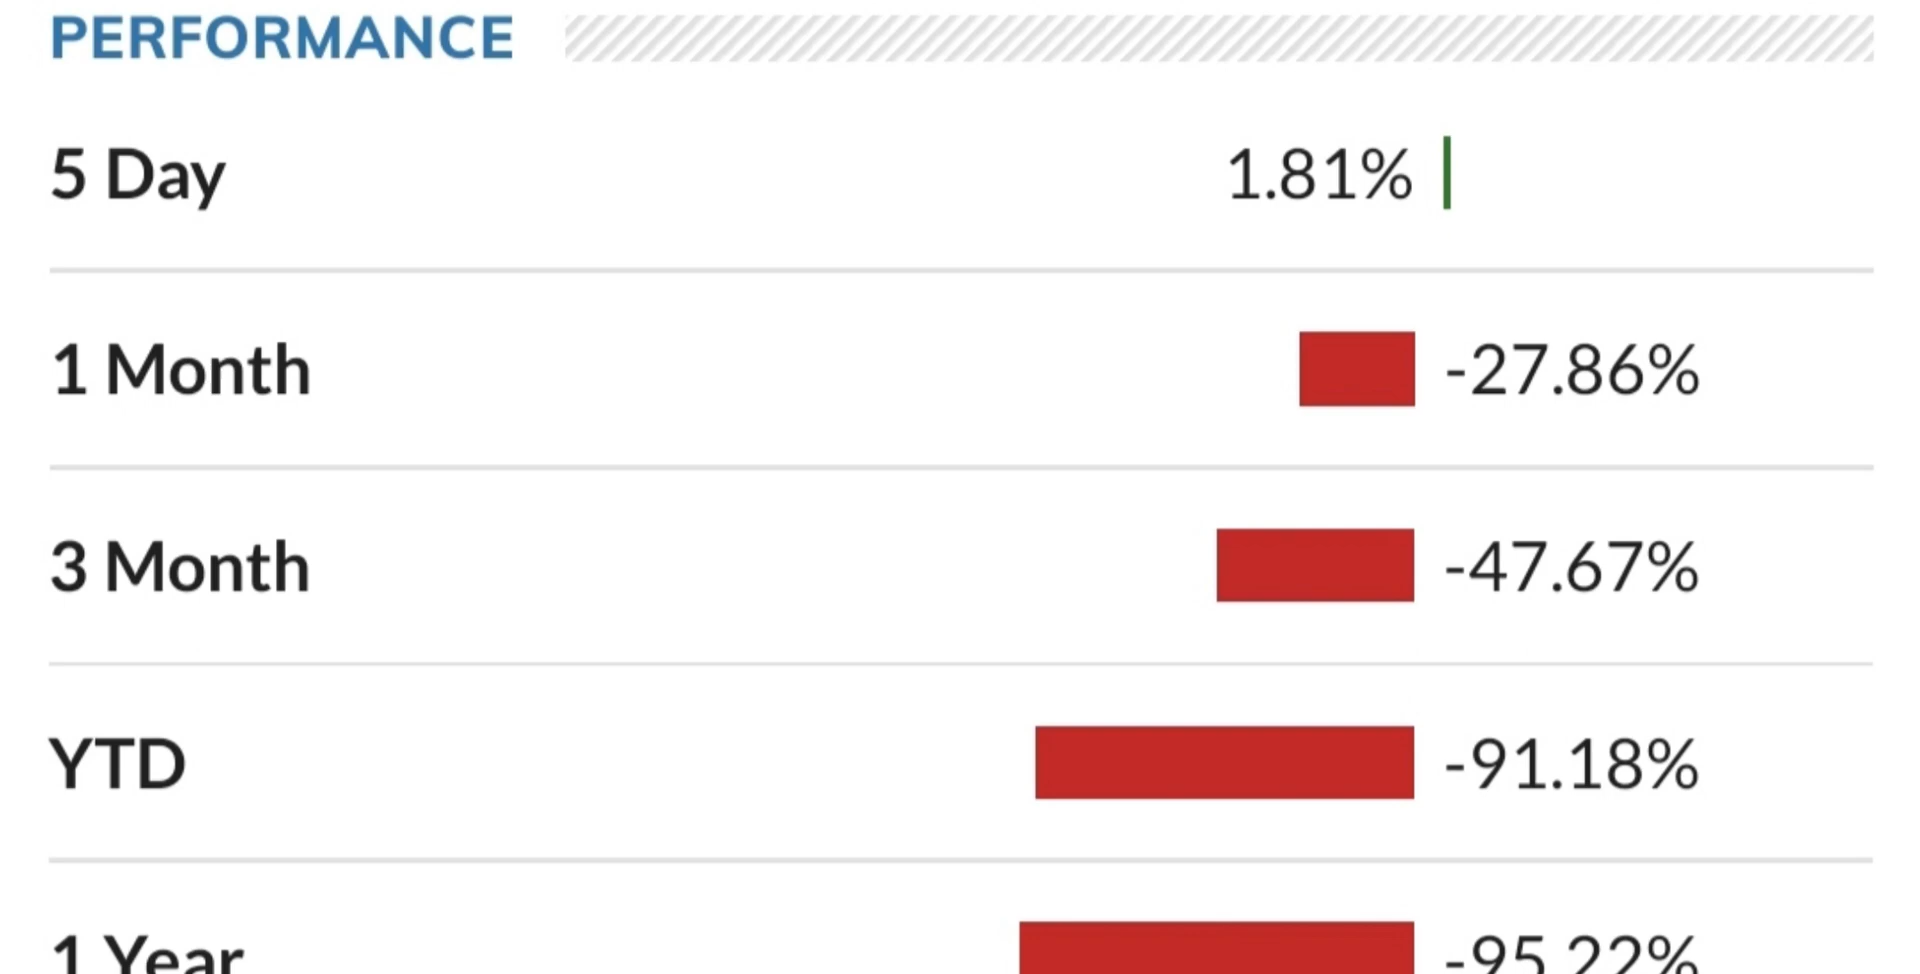 PERFORMANCE
5 Day 1.81%
1 Month -27.86%
3 Month -47.67%
YTD -91.18%
1 Year -95.22%